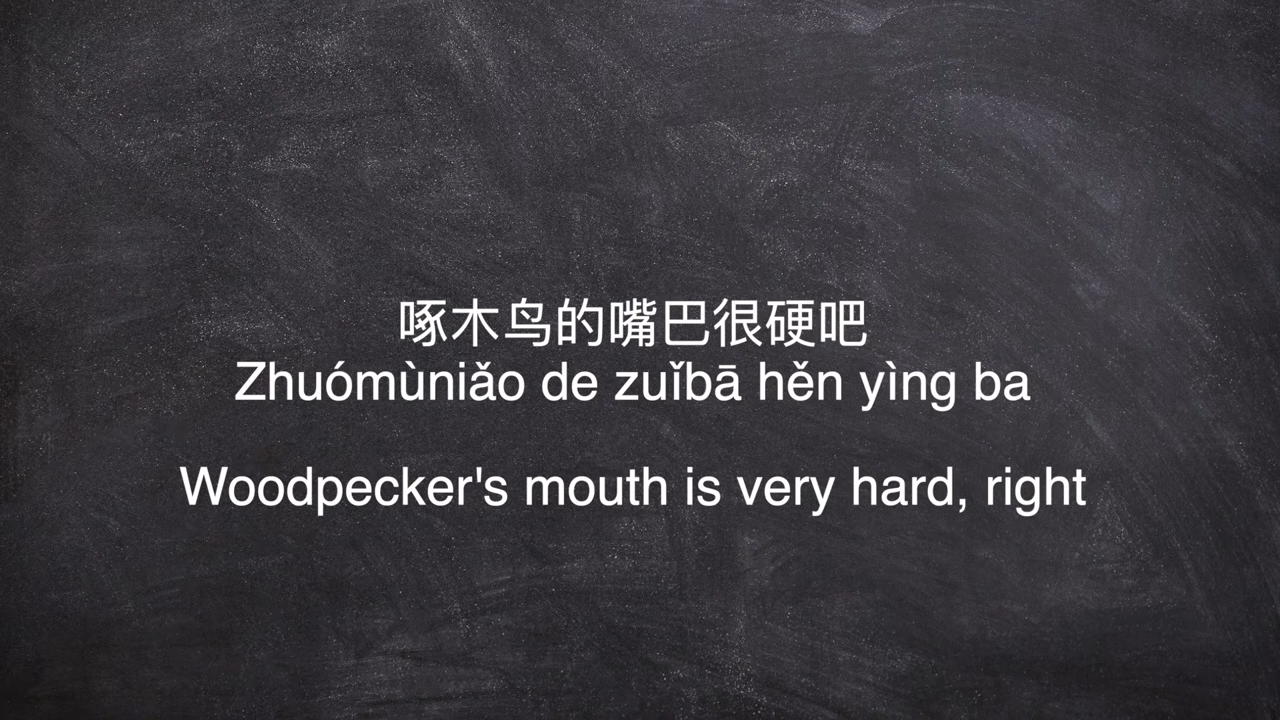 啄木鸟的嘴巴很硬吧
Zhuómùniǎo de zuǐbā hěn yìng ba
Woodpecker's mouth is very hard, right